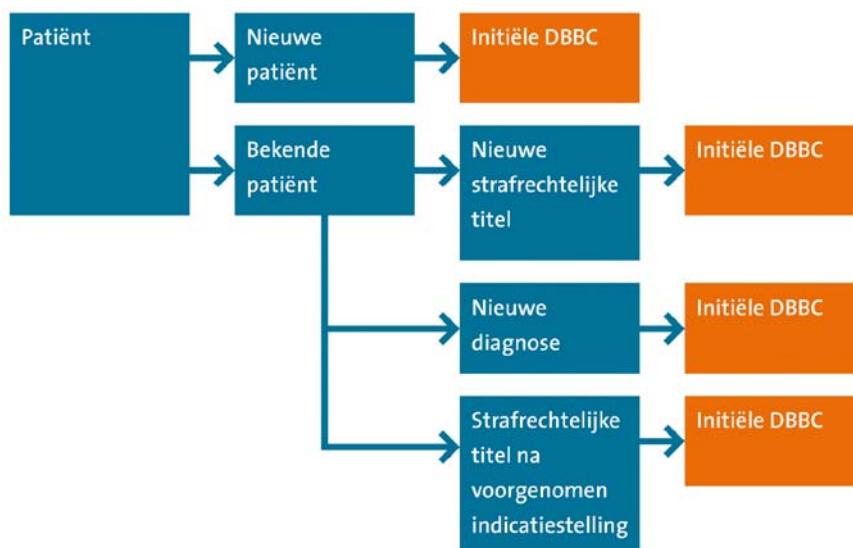 Patiënt
Nieuwe
patiënt
Initiële DBBC
Bekende
patiënt
Nieuwe
strafrechtelijke
titel
Initiële DBBC
Nieuwe
diagnose
Initiële DBBC
Strafrechtelijke
titel na
voorgenomen
indicatiestelling
Initiële DBBC